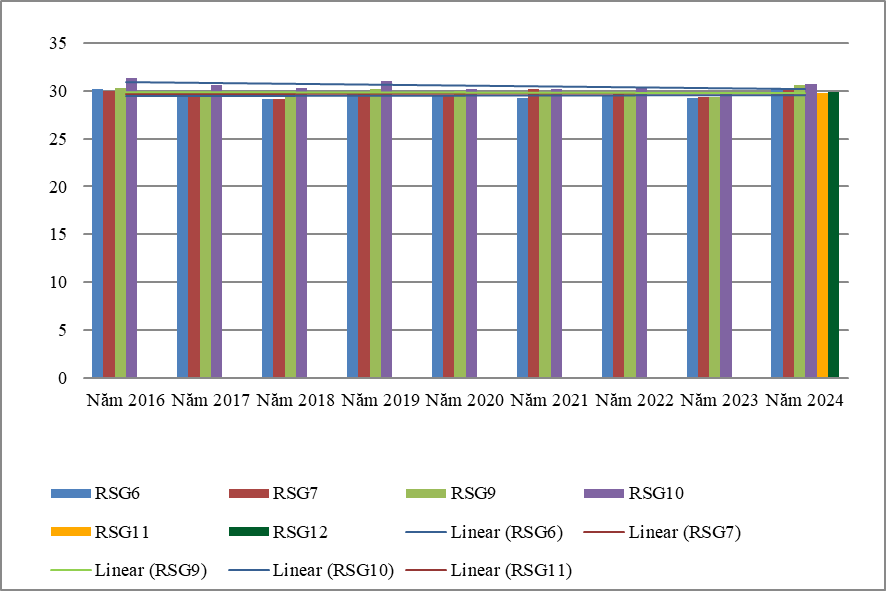 35
30
25
20
15
10
5
0
Năm 2016 Năm 2017 Năm 2018 Năm 2019 Năm 2020 Năm 2021 Năm 2022 Năm 2023 Năm 2024
RSG6 RSG7 RSG9 RSG10
RSG11 RSG12 Linear (RSG6) Linear (RSG7)
Linear (RSG9) Linear (RSG10) Linear (RSG11)